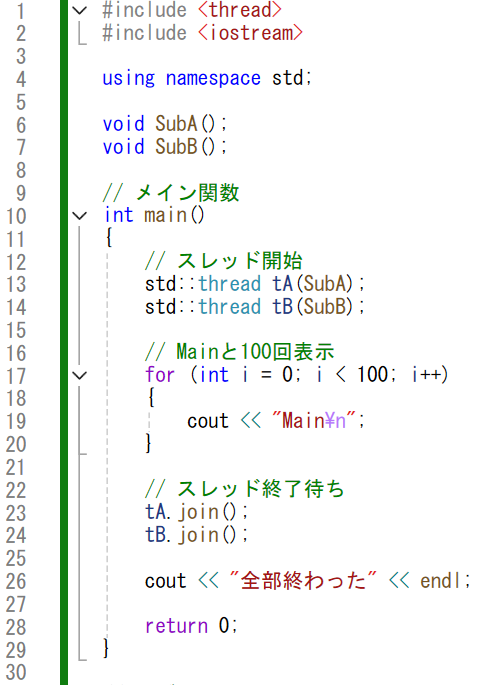 1 #include <thread>
2 #include <iostream>
3
4 using namespace std;
5
6 void SubA();
7 void SubB();
8
9 // メイン関数
10 int main()
11 {
12 // スレッド開始
13 std::thread tA(SubA);
14 std::thread tB(SubB);
15
16 // Mainと100回表示
17 for (int i = 0; i < 100; i++)
18 {
19 cout << "Main¥n";
20 }
21
22 // スレッド終了待ち
23 tA.join();
24 tB.join();
25
26 cout << "全部終わった" << endl;
27
28 return 0;
29 }
30